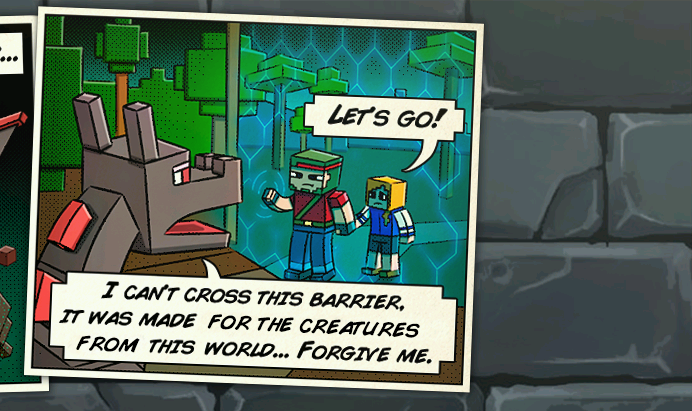 ...
LET'S GO!
I CAN'T CROSS THIS BARRIER,
IT WAS MADE FOR THE CREATURES
FROM THIS WORLD... FORGIVE ME.